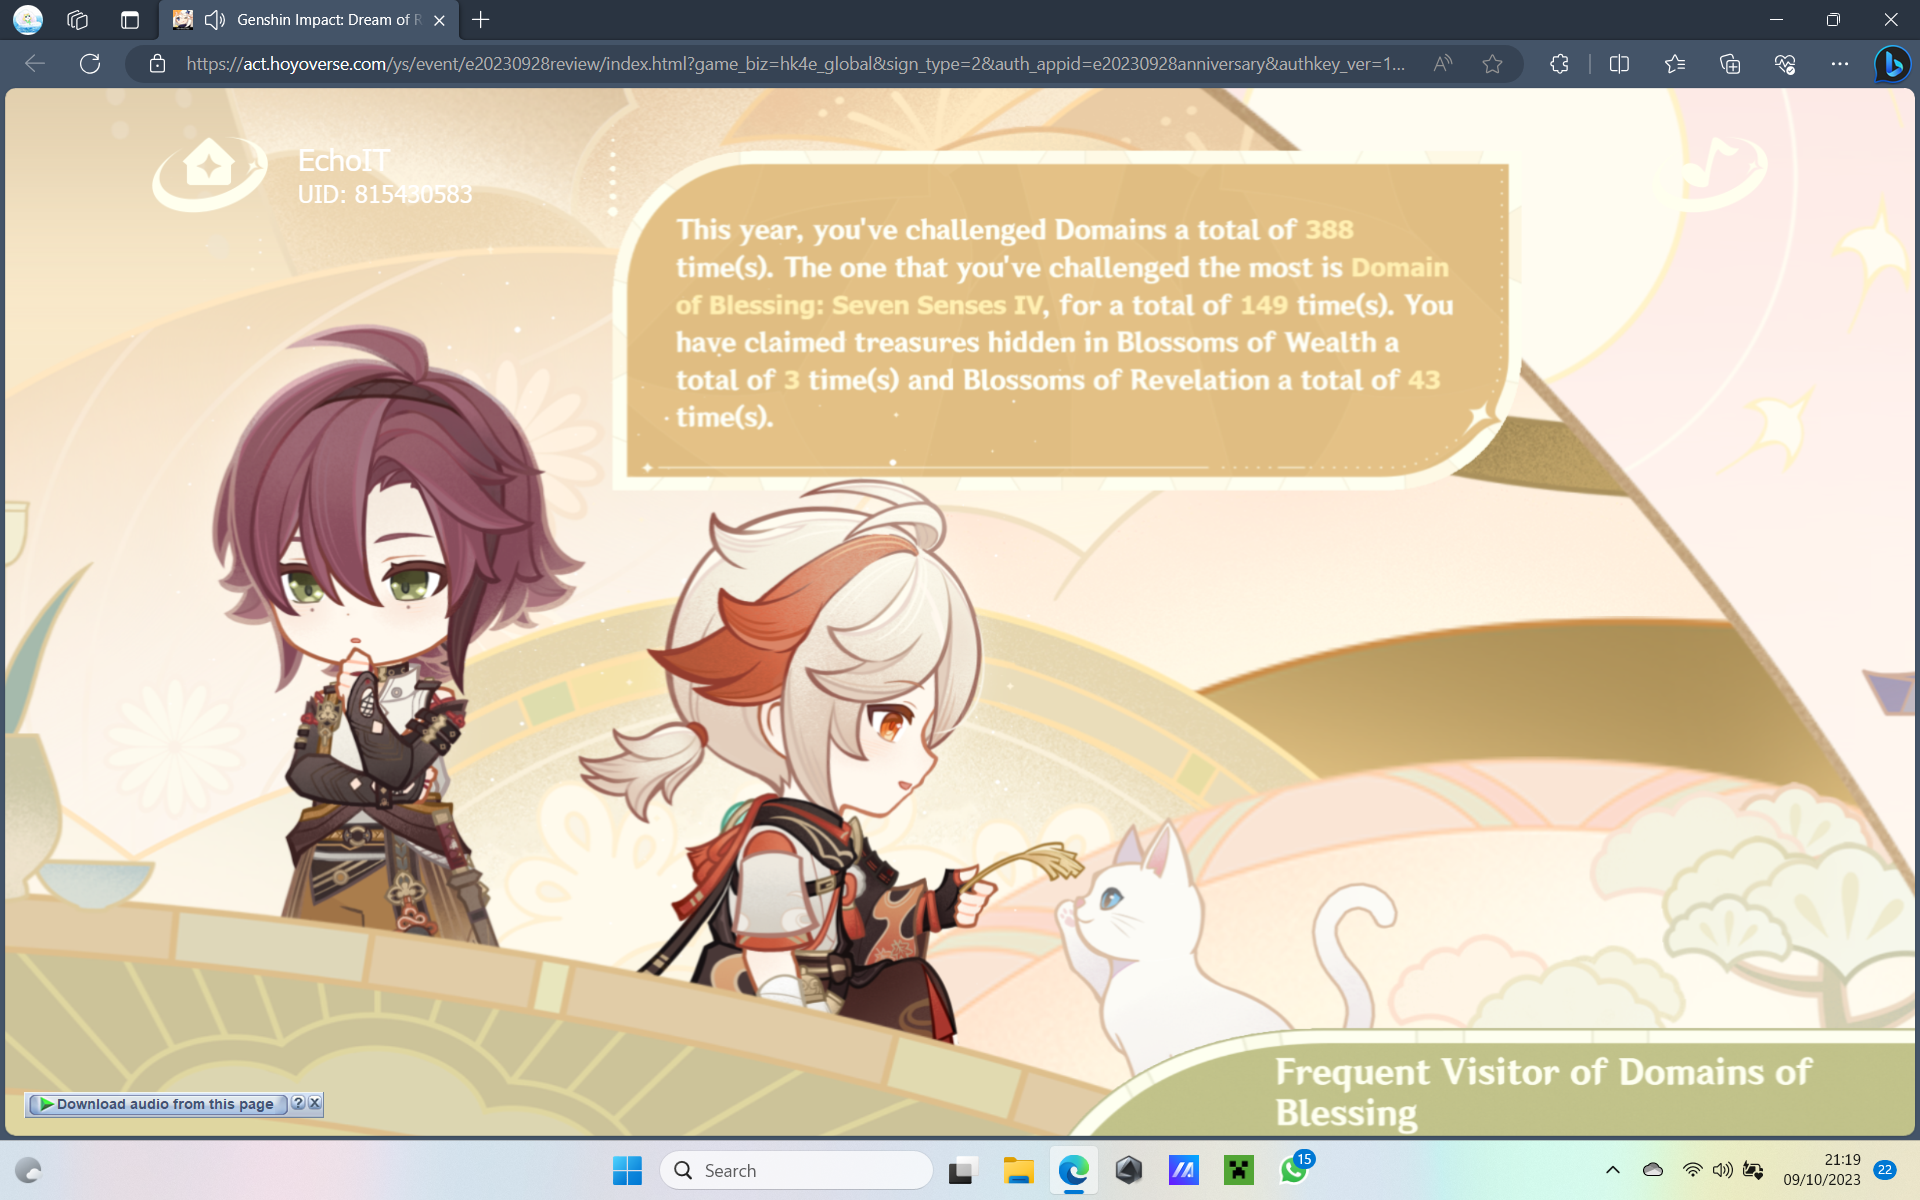 Genshin Impact: Dream of R
https://act.hoyoverse.com/ys/event/e20230928review/index.html?game_biz=hk4e_global&sign_type=2&auth_appid=e20230928anniversary&authkey_ver=1...
EchoIT
UID: 815430583
This year, you've challenged Domains a total of 388
time(s). The one that you've challenged the most is Domain
of Blessing: Seven Senses IV, for a total of 149 time(s). You
have claimed treasures hidden in Blossoms of Wealth a
total of 3 time(s) and Blossoms of Revelation a total of 43
time(s).
Frequent Visitor of Domains of
Blessing
Download audio from this page ? X
Search
15
21:19
09/10/2023
22